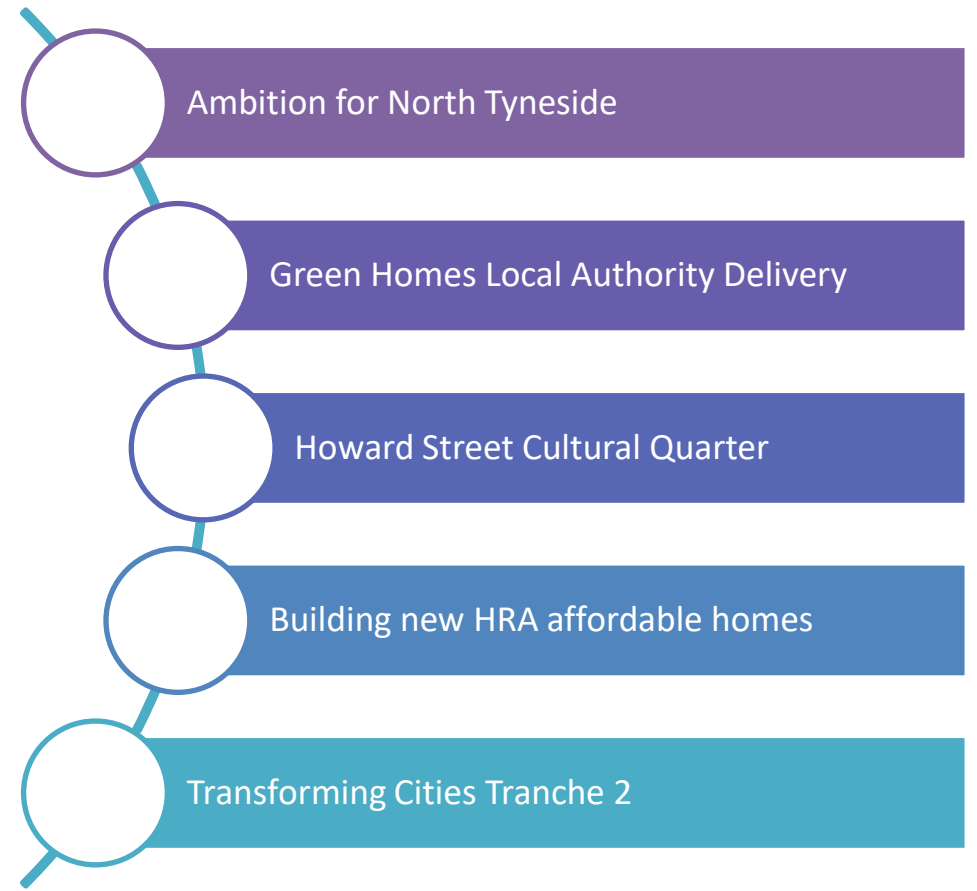 Ambition for North Tyneside
Green Homes Local Authority Delivery
Howard Street Cultural Quarter
Building new HRA affordable homes
Transforming Cities Tranche 2